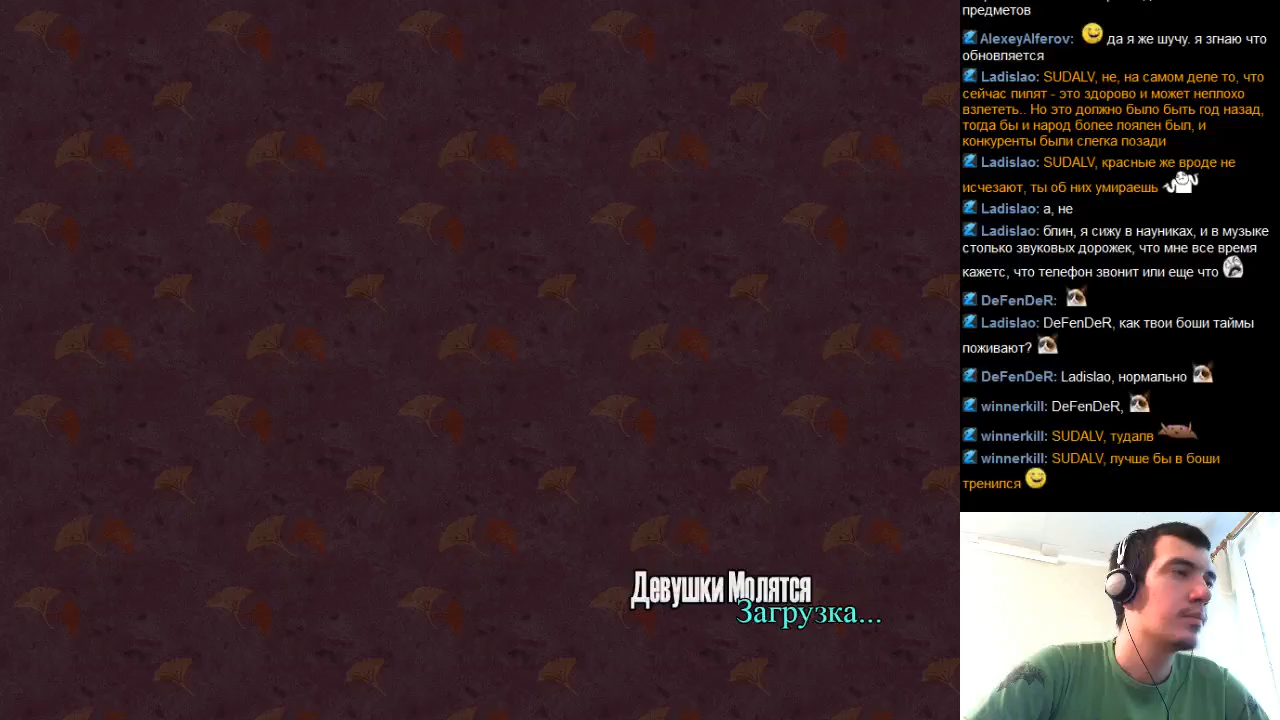 предметов
AlexeyAlferov: да я же шучу. я згнаю что
обновляется
Ladislao: SUDALV, не, на самом деле то, что
сейчас пилят - это здорово и может неплохо
взлететь.. Но это должно было быть год назад,
тогда бы и народ более лоялен был, и
конкуренты были слегка позади
Ladislao: SUDALV, красные же вроде не
исчезают, ты об них умираешь
Ladislao: а, не
Ladislao: блин, я сижу в науниках, и в музыке
столько звуковых дорожек, что мне все время
кажетс, что телефон звонит или еще что
DeFenDeR:
Ladislao: DeFenDeR, как твои боши таймы
поживают?
DeFenDeR: Ladislao, нормально
winnerkill: DeFenDeR,
winnerkill: SUDALV, тудалв
winnerkill: SUDALV, лучше бы в боши
тренился
Девушки Молятся
Загрузка...